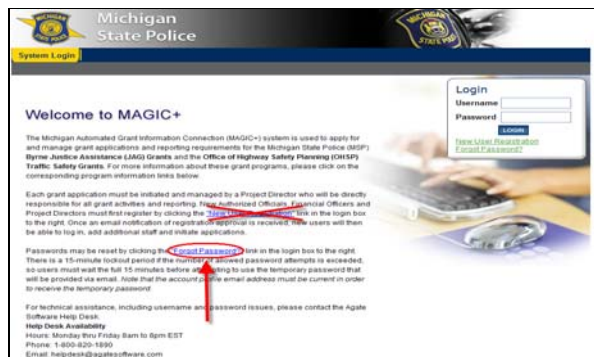 Michigan
State Police
System Login
Login
Username
Password
LOGIN
New User Registration
Forgot Password?
Welcome to MAGIC+
The Michigan Automated Grant Information Connection (MAGIC+) system is used to apply for
and manage grant applications and reporting requirements for the Michigan State Police (MSP)
Byrne Justice Assistance (JAG) Grants and the Office of Highway Safety Planning (OHSP)
Traffic Safety Grants. For more information about these grant programs, please click on the
corresponding program information links below.
Each grant application must be initiated and managed by a Project Director who will be directly
responsible for all grant activities and reporting. New Authorized Officials, Financial Officers and
Project Directors must first register by clicking the "New User Registration" link in the login box
to the right. Once an email notification of registration approval is received, new users will then
be able to log in, add additional staff and initiate applications.
Passwords may be reset by clicking the "Forgot Password?" link in the login box to the right.
There is a 15-minute lockout period if the number of allowed password attempts is exceeded,
so users must wait the full 15 minutes before attempting to use the temporary password that
will be provided via email. Note that the account profile email address must be current in order
to receive the temporary password.
For technical assistance, including username and password issues, please contact the Agate
Software Help Desk.
Help Desk Availability
Hours: Monday thru Friday 8am to 8pm EST
Phone: 1-800-820-1890
Email: helpdesk@agatesoftware.com